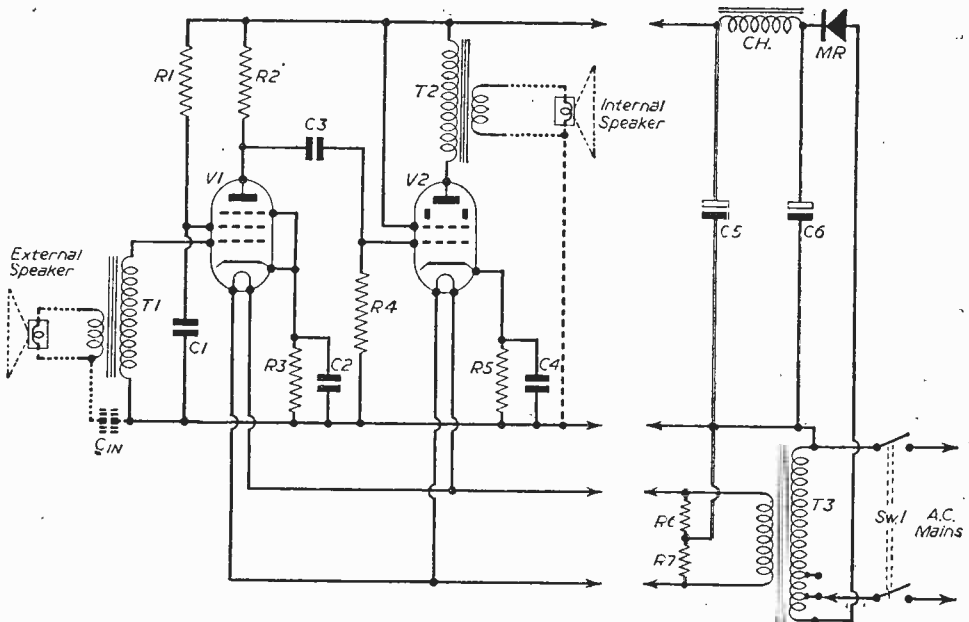 R1
R2
C3
V1
V2
T2
Internal
Speaker
CH.
MR
C5
C6
External
Speaker
T1
C1
R3
C2
R4
R5
C4
CIN
R6
R7
T3
Sw.1
A.C.
Mains